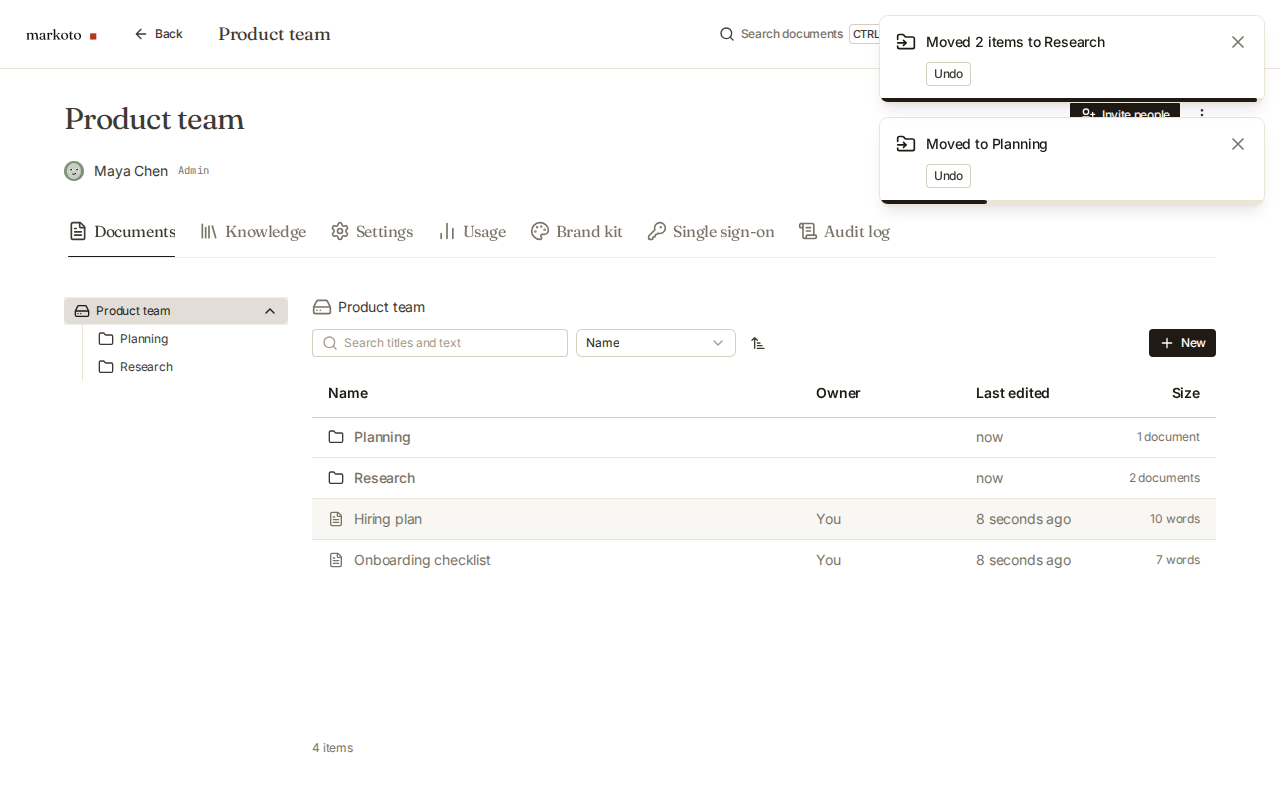 markoto
Back
Product team
Search documents
CTRL
Moved 2 items to Research
Undo
Product team
Invite people
Moved to Planning
Undo
Maya Chen
Admin
Documents
Knowledge
Settings
Usage
Brand kit
Single sign-on
Audit log
Product team
Planning
Research
Product team
Search titles and text
Name
New
Name Owner Last edited Size
Planning now 1 document
Research now 2 documents
Hiring plan You 8 seconds ago 10 words
Onboarding checklist You 8 seconds ago 7 words
4 items